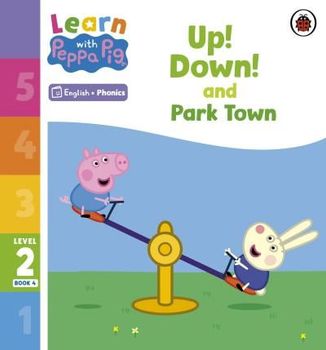 Learn
with
Peppa Pig
English + Phonics
Up!
Down!
and
Park Town
5
4
3
LEVEL
2
BOOK 4
1